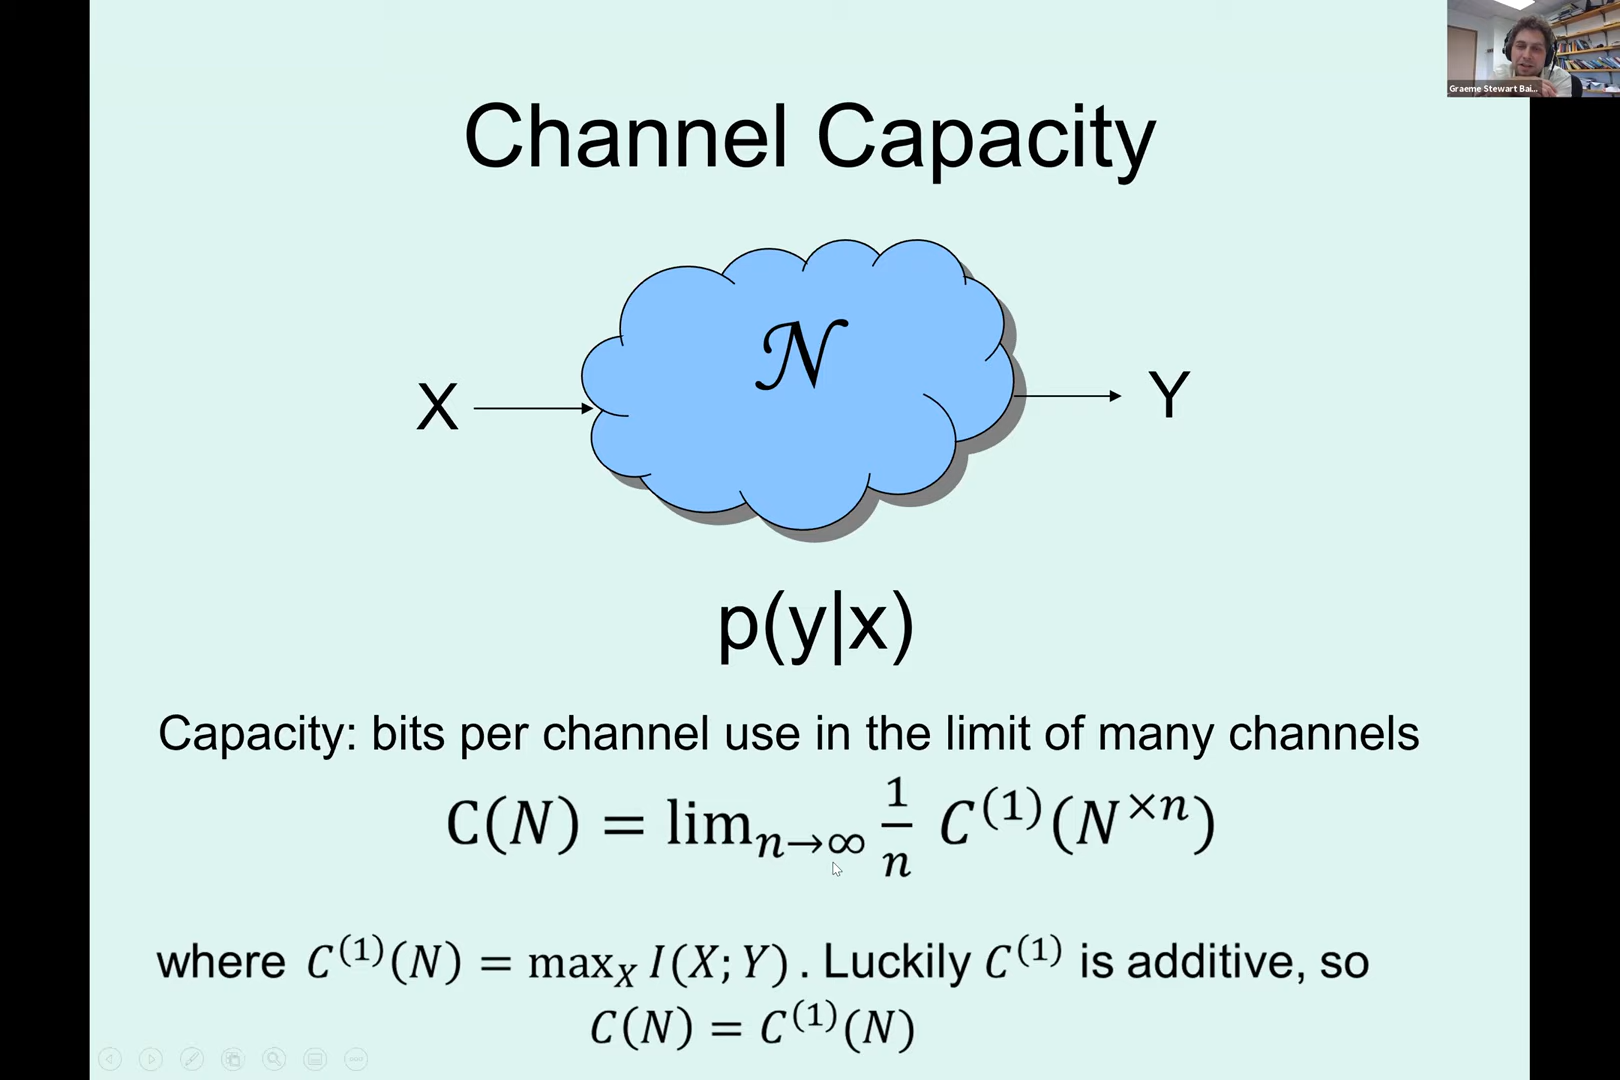 Graeme Stewart Bai...
Channel Capacity
𝒩
X
Y
p(y|x)
Capacity: bits per channel use in the limit of many channels
C(N) = lim_{n→∞} \frac{1}{n} C^{(1)}(N^{×n})
where C^{(1)}(N) = max_X I(X; Y) . Luckily C^{(1)} is additive, so
C(N) = C^{(1)}(N)